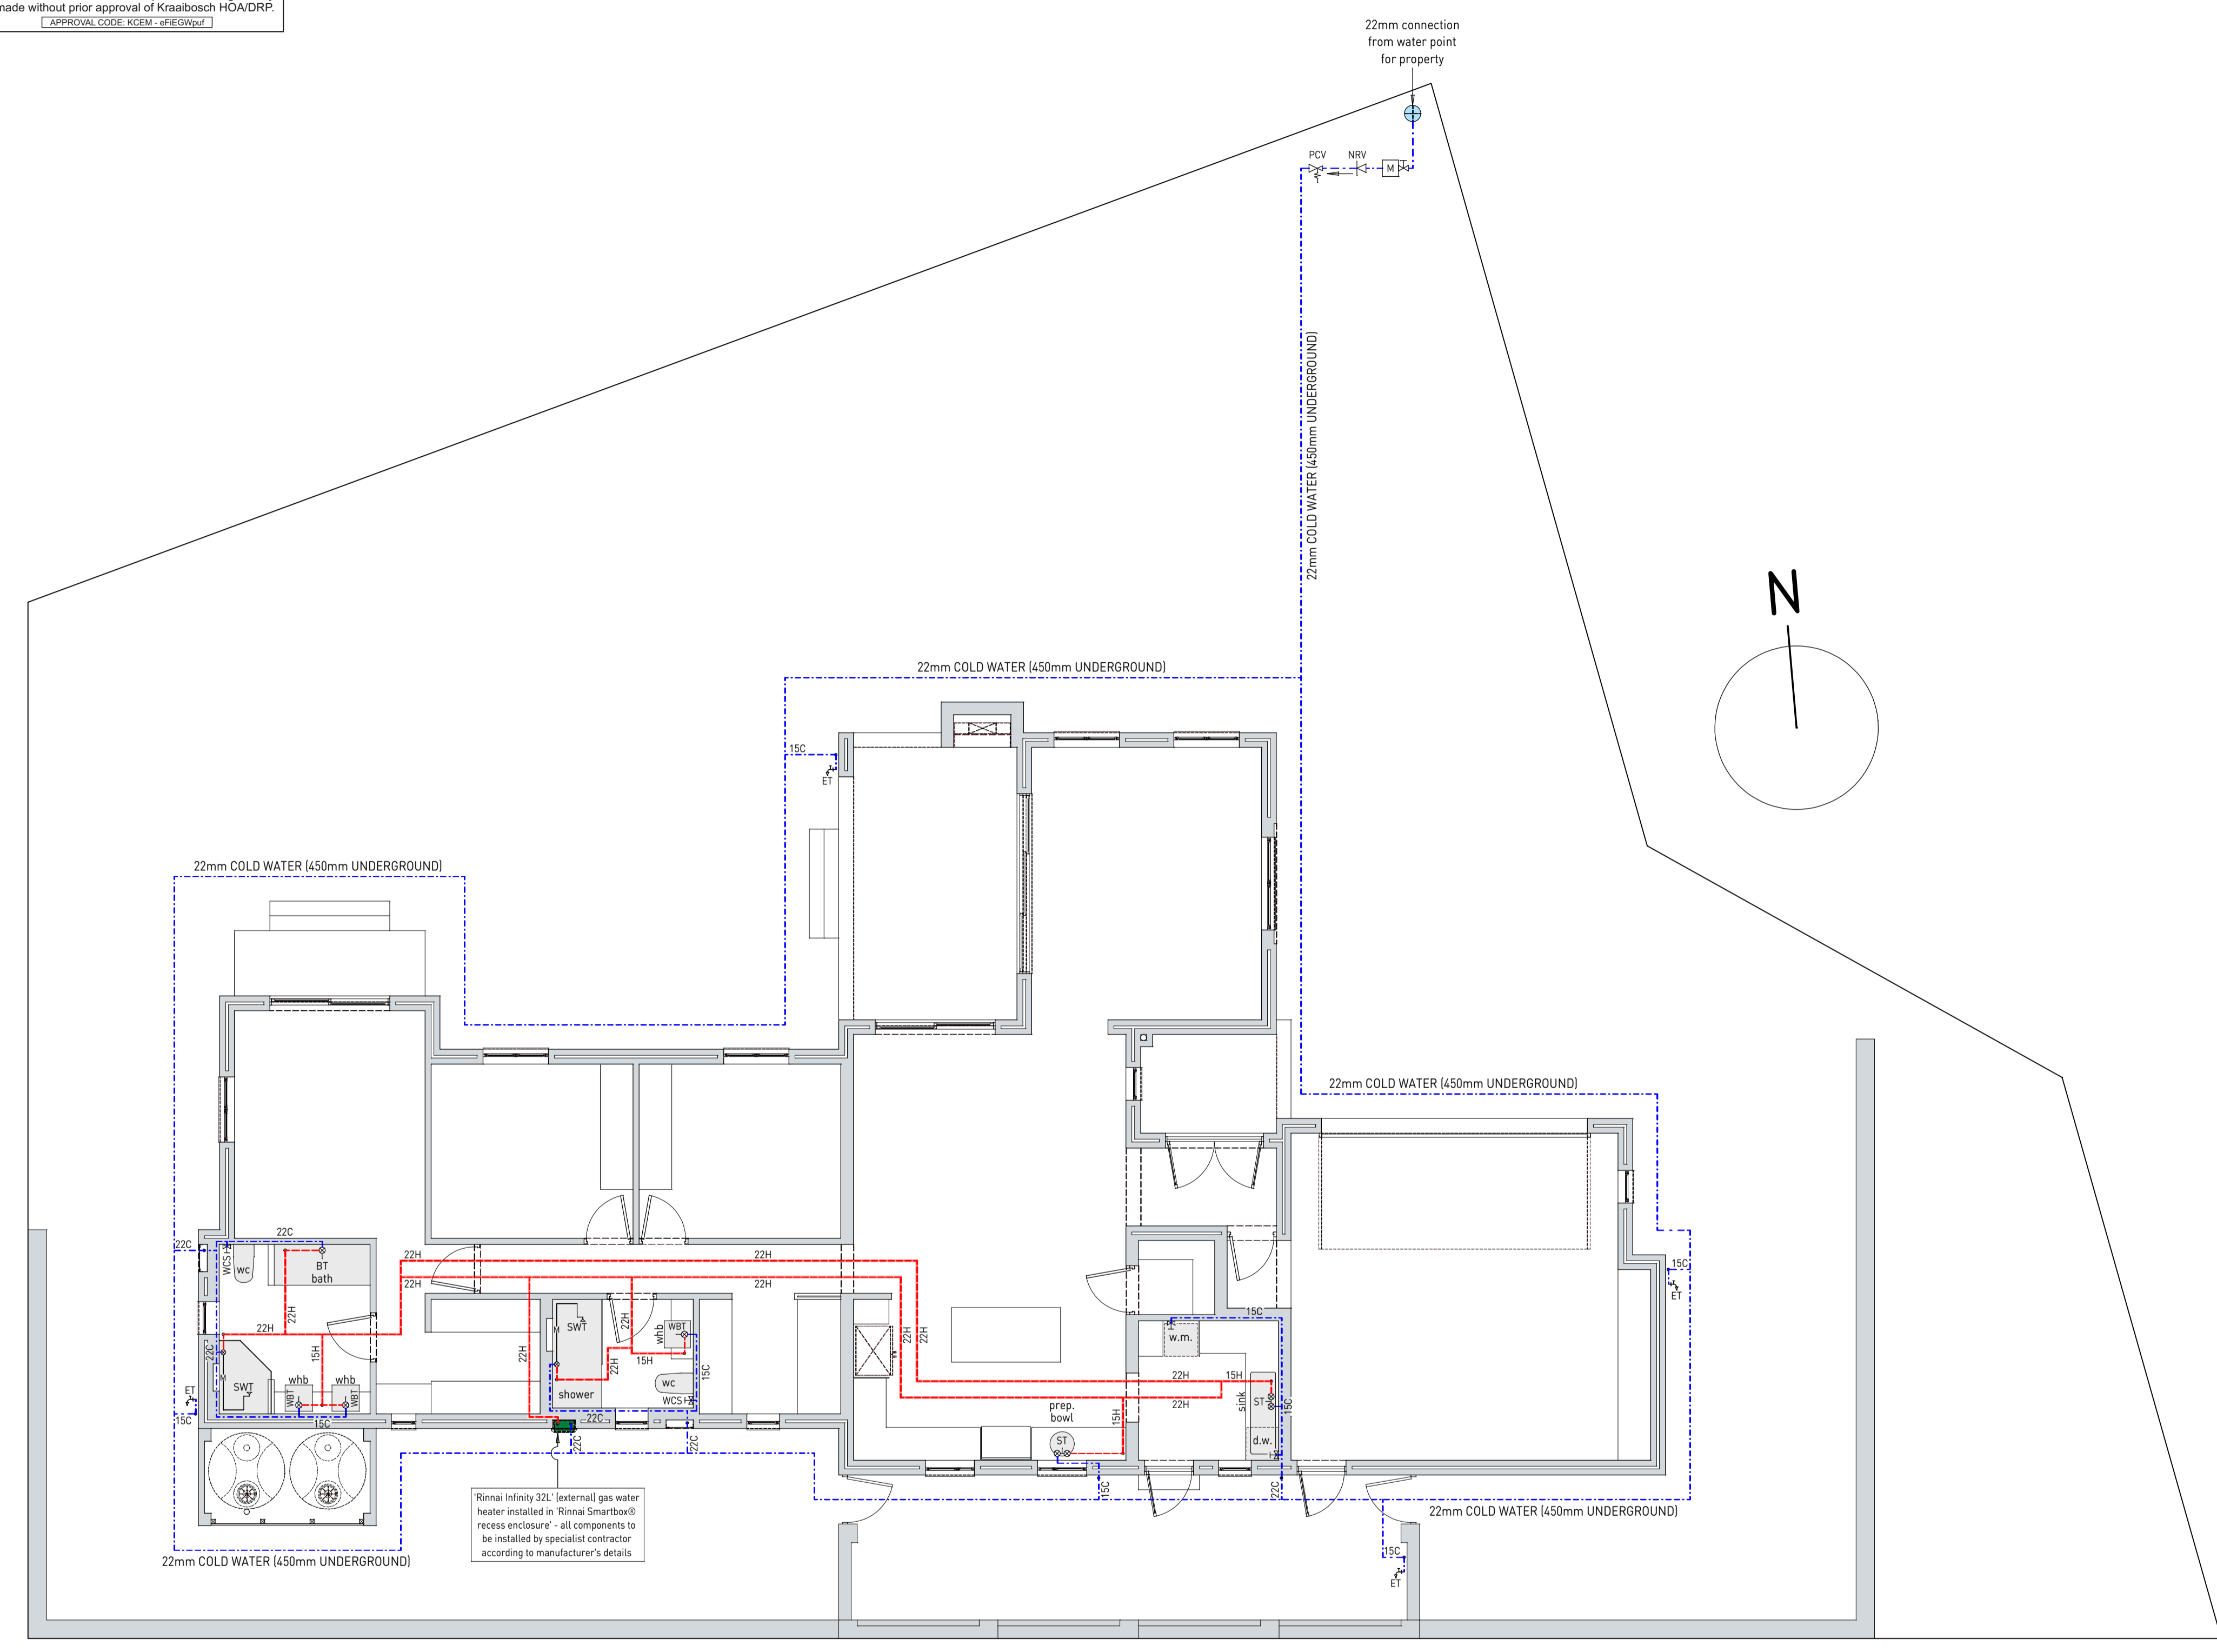 made without prior approval of Kraaibosch HOA/DRP.
APPROVAL CODE: KCEM - eFiEGWpuf
22mm connection
from water point
for property
PCV
NRV
M
22mm COLD WATER (450mm UNDERGROUND)
N
22mm COLD WATER (450mm UNDERGROUND)
15C
ET
22mm COLD WATER (450mm UNDERGROUND)
22mm COLD WATER (450mm UNDERGROUND)
22C
22C
WCS
wc
BT
bath
22H
22H
22H
22H
15C
ET
22H
22H
15H
22C
M
SWT
whb
whb
WBT
WBT
ET
15C
15C
22H
M
SWT
22H
whb
WBT
22H
15H
15C
shower
wc
WCS
22C
22C
22C
22H
22H
15C
w.m.
22H
15H
22H
sink
ST
15C
d.w.
prep.
bowl
15H
ST
15C
22C
'Rinnai Infinity 32L' (external) gas water
heater installed in 'Rinnai Smartbox®
recess enclosure' - all components to
be installed by specialist contractor
according to manufacturer's details
22mm COLD WATER (450mm UNDERGROUND)
22mm COLD WATER (450mm UNDERGROUND)
15C
ET